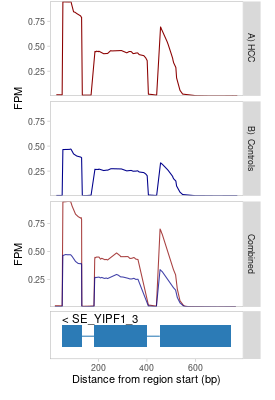 FPM
0.75
0.50
0.25
A) HCC
0.75
0.50
0.25
B) Controls
FPM
0.75
0.50
0.25
Combined
< SE_YIPF1_3
200
400
600
Distance from region start (bp)